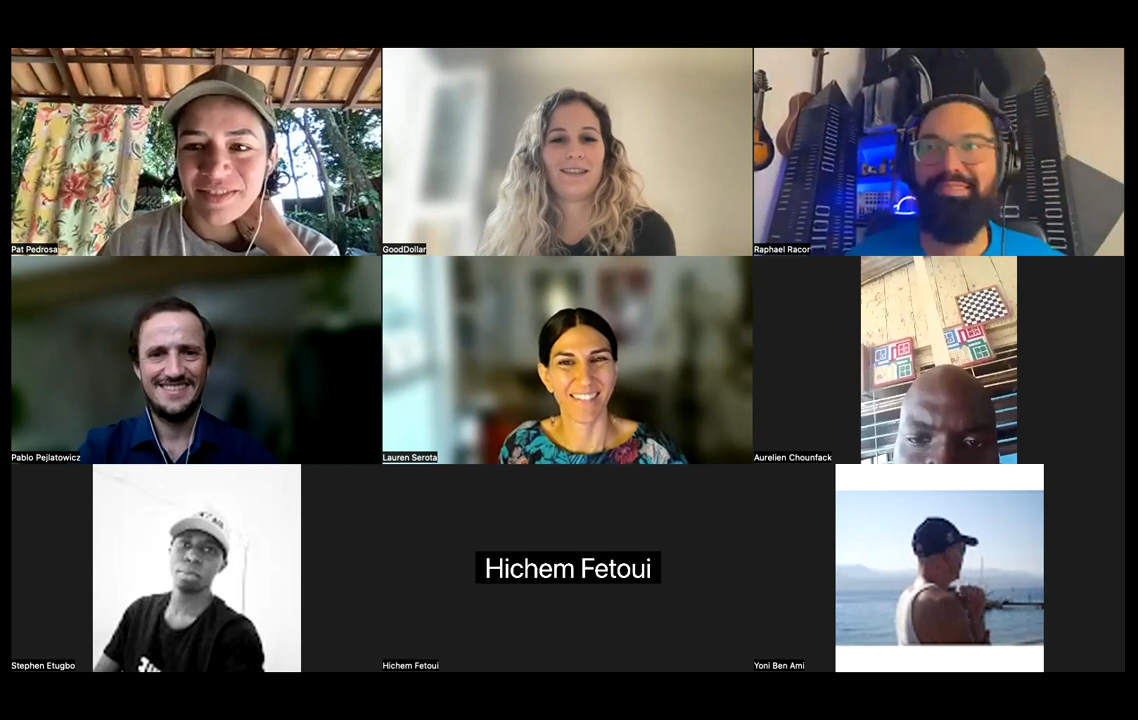 Pat Pedrosa
GoodDollar
Raphael Racor
Pablo Pejlatowicz
Lauren Serota
Aurelien Chounfack
Hichem Fetoui
Stephen Etugbo
Hichem Fetoui
Yoni Ben Ami